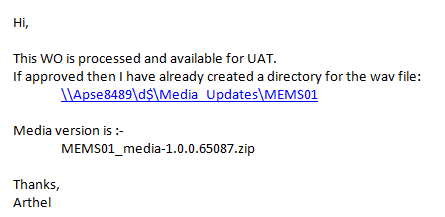 Hi,
This WO is processed and available for UAT.
If approved then I have already created a directory for the wav file:
\\Apse8489\d$\Media_Updates\MEMS01
Media version is :-
MEMS01_media-1.0.0.65087.zip
Thanks,
Arthel